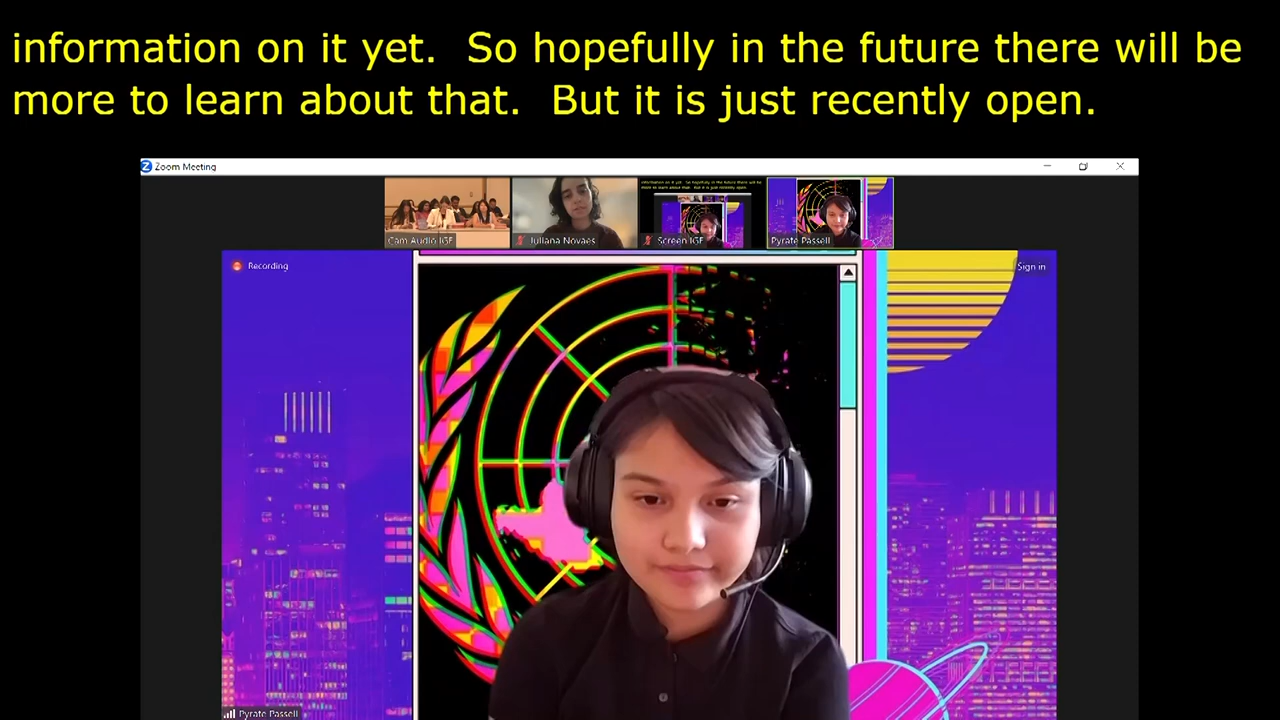 information on it yet.  So hopefully in the future there will be
more to learn about that.  But it is just recently open.
Zoom Meeting
Cam Audio IGF
Juliana Novaes
Screen IGF
Pyrate Passell
Recording
Sign in
Pyrate Passell